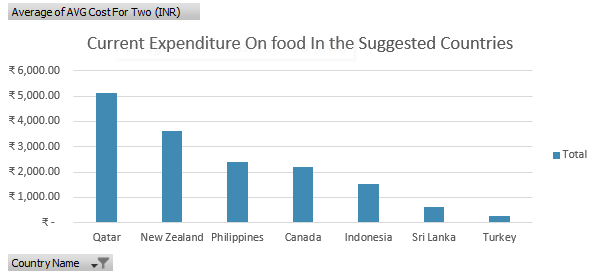 Average of AVG Cost For Two (INR)
Current Expenditure On food In the Suggested Countries
₹ 6,000.00
₹ 5,000.00
₹ 4,000.00
₹ 3,000.00
₹ 2,000.00
₹ 1,000.00
₹ -
Total
Qatar New Zealand Philippines Canada Indonesia Sri Lanka Turkey
Country Name